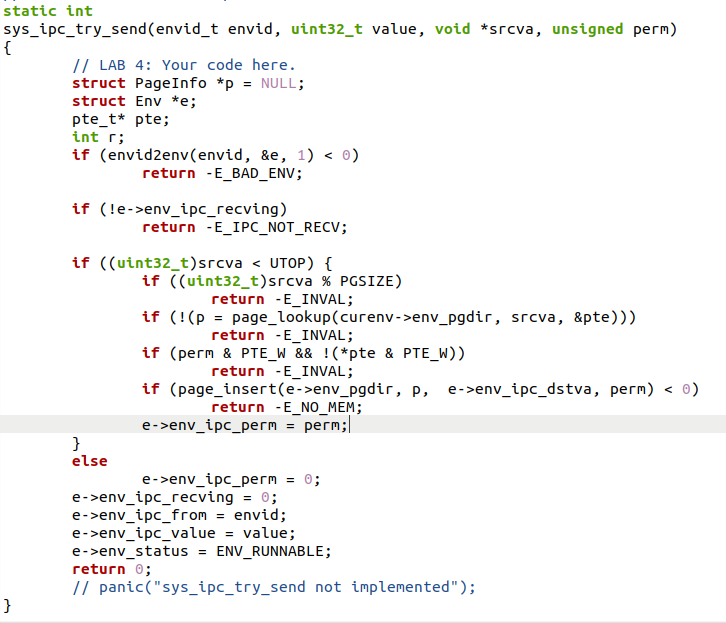 static int
sys_ipc_try_send(envid_t envid, uint32_t value, void *srcva, unsigned perm)
{
        // LAB 4: Your code here.
        struct PageInfo *p = NULL;
        struct Env *e;
        pte_t* pte;
        int r;
        if (envid2env(envid, &e, 1) < 0)
                return -E_BAD_ENV;

        if (!e->env_ipc_recving)
                return -E_IPC_NOT_RECV;

        if ((uint32_t)srcva < UTOP) {
                if ((uint32_t)srcva % PGSIZE)
                        return -E_INVAL;
                if (!(p = page_lookup(curenv->env_pgdir, srcva, &pte)))
                        return -E_INVAL;
                if (perm & PTE_W && !(*pte & PTE_W))
                        return -E_INVAL;
                if (page_insert(e->env_pgdir, p,  e->env_ipc_dstva, perm) < 0)
                        return -E_NO_MEM;
                e->env_ipc_perm = perm;
        }
        else
                e->env_ipc_perm = 0;
        e->env_ipc_recving = 0;
        e->env_ipc_from = envid;
        e->env_ipc_value = value;
        e->env_status = ENV_RUNNABLE;
        return 0;
        // panic("sys_ipc_try_send not implemented");
}